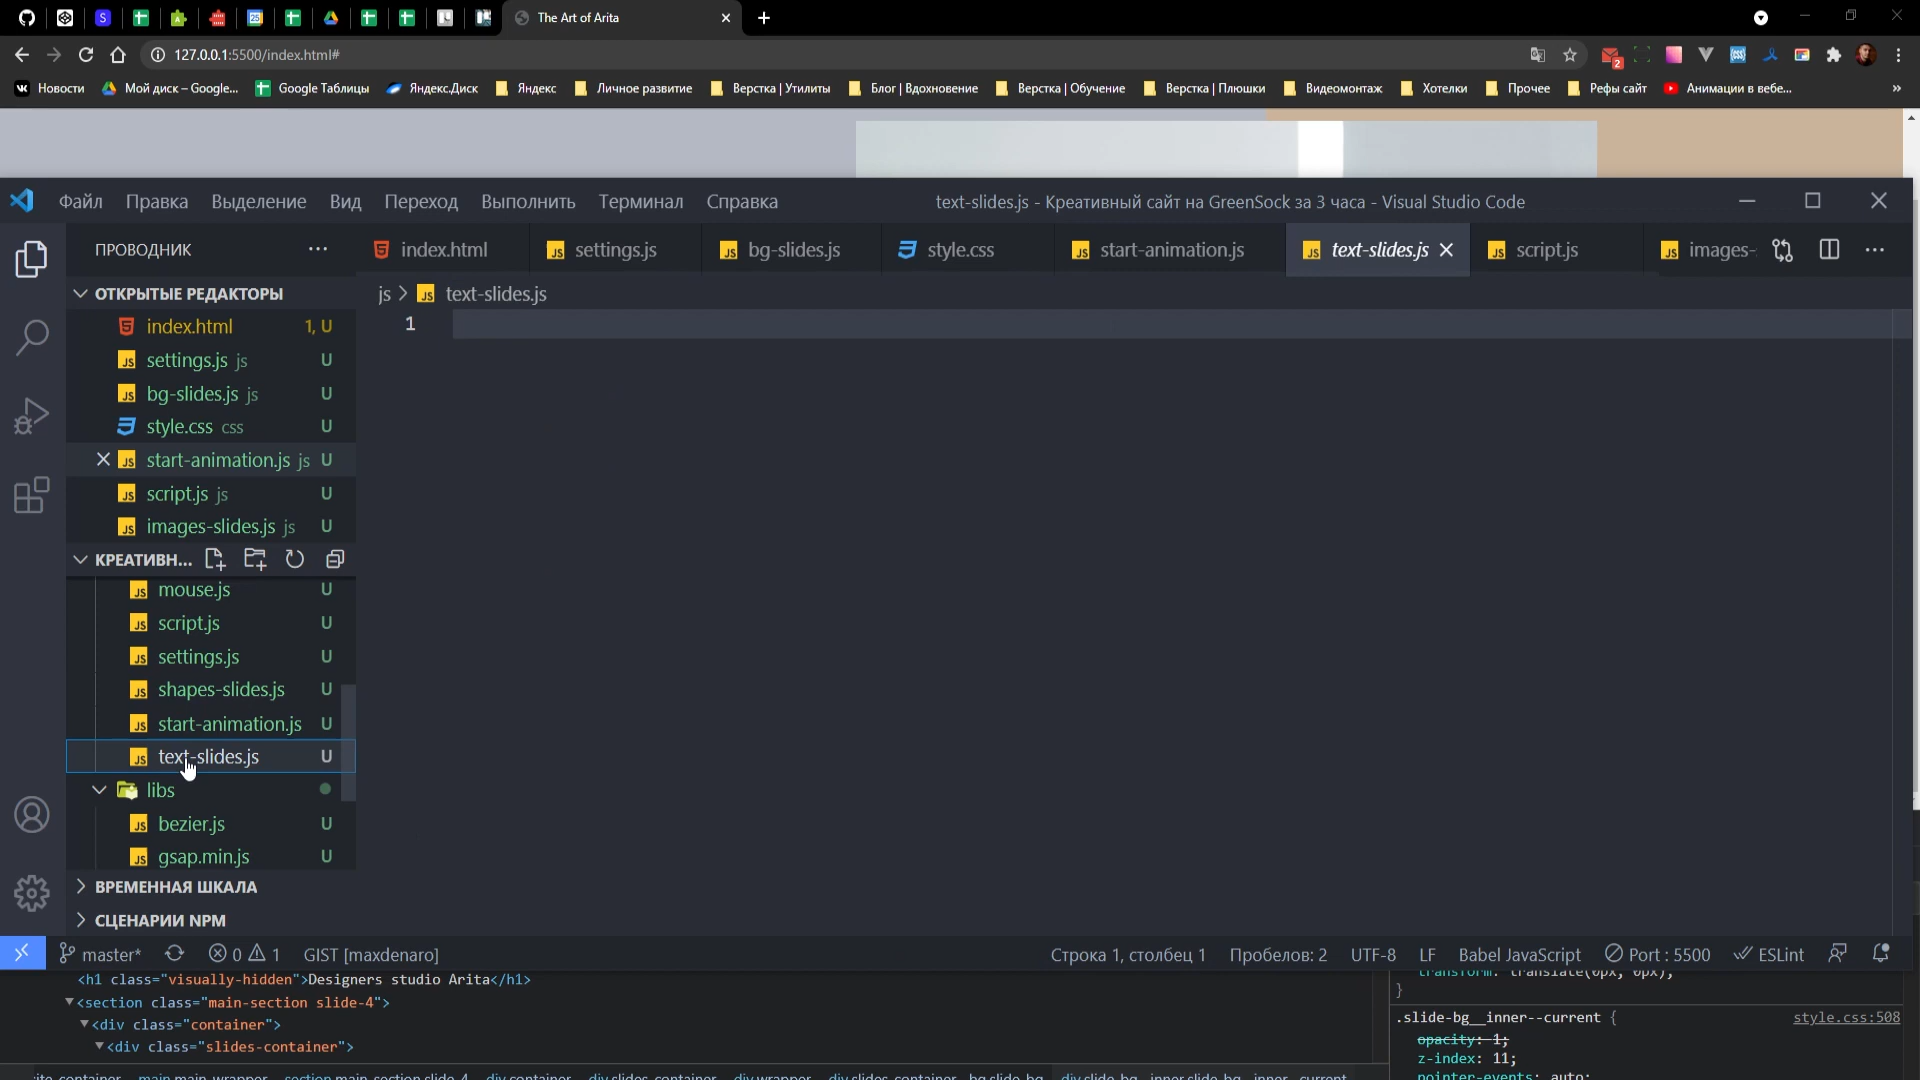 The Art of Arita
127.0.0.1:5500/index.html#
2
Новости
Мой диск – Google...
Google Таблицы
Яндекс.Диск
Яндекс
Личное развитие
Верстка | Утилиты
Блог | Вдохновение
Верстка | Обучение
Верстка | Плюшки
Видеомонтаж
Хотелки
Прочее
Рефы сайт
Анимации в вебе...
»
Файл Правка Выделение Вид Переход Выполнить Терминал Справка
text-slides.js - Креативный сайт на GreenSock за 3 часа - Visual Studio Code
ПРОВОДНИК
index.html
settings.js
bg-slides.js
style.css
start-animation.js
text-slides.js
script.js
images-
js > text-slides.js
1
ОТКРЫТЫЕ РЕДАКТОРЫ
index.html 1, U
settings.js js U
bg-slides.js js U
style.css css U
start-animation.js js U
script.js js U
images-slides.js js U
КРЕАТИВН...
mouse.js U
script.js U
settings.js U
shapes-slides.js U
start-animation.js U
text-slides.js U
libs
bezier.js U
gsap.min.js U
ВРЕМЕННАЯ ШКАЛА
СЦЕНАРИИ NPM
master* 0 1 GIST [maxdenaro]
Строка 1, столбец 1 Пробелов: 2 UTF-8 LF Babel JavaScript Port : 5500 ESLint
<h1 class="visually-hidden">Designers studio Arita</h1>
<section class="main-section slide-4">
<div class="container">
<div class="slides-container">
transform: translate(0px, 0px);
}
.slide-bg__inner--current {
style.css:508
opacity: 1;
z-index: 11;
pointer-events: auto;